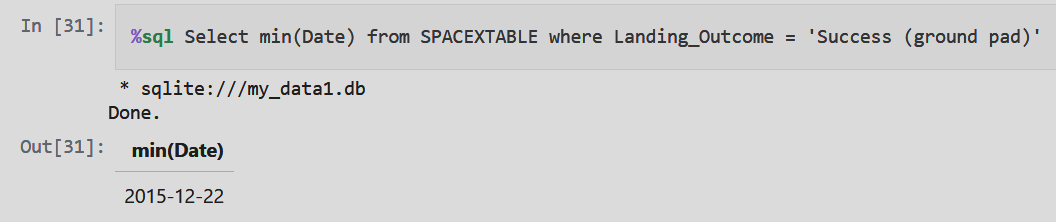 In [31]: %sql Select min(Date) from SPACEXTABLE where Landing_Outcome = 'Success (ground pad)'
* sqlite:///my_data1.db
Done.
Out[31]: min(Date)
2015-12-22